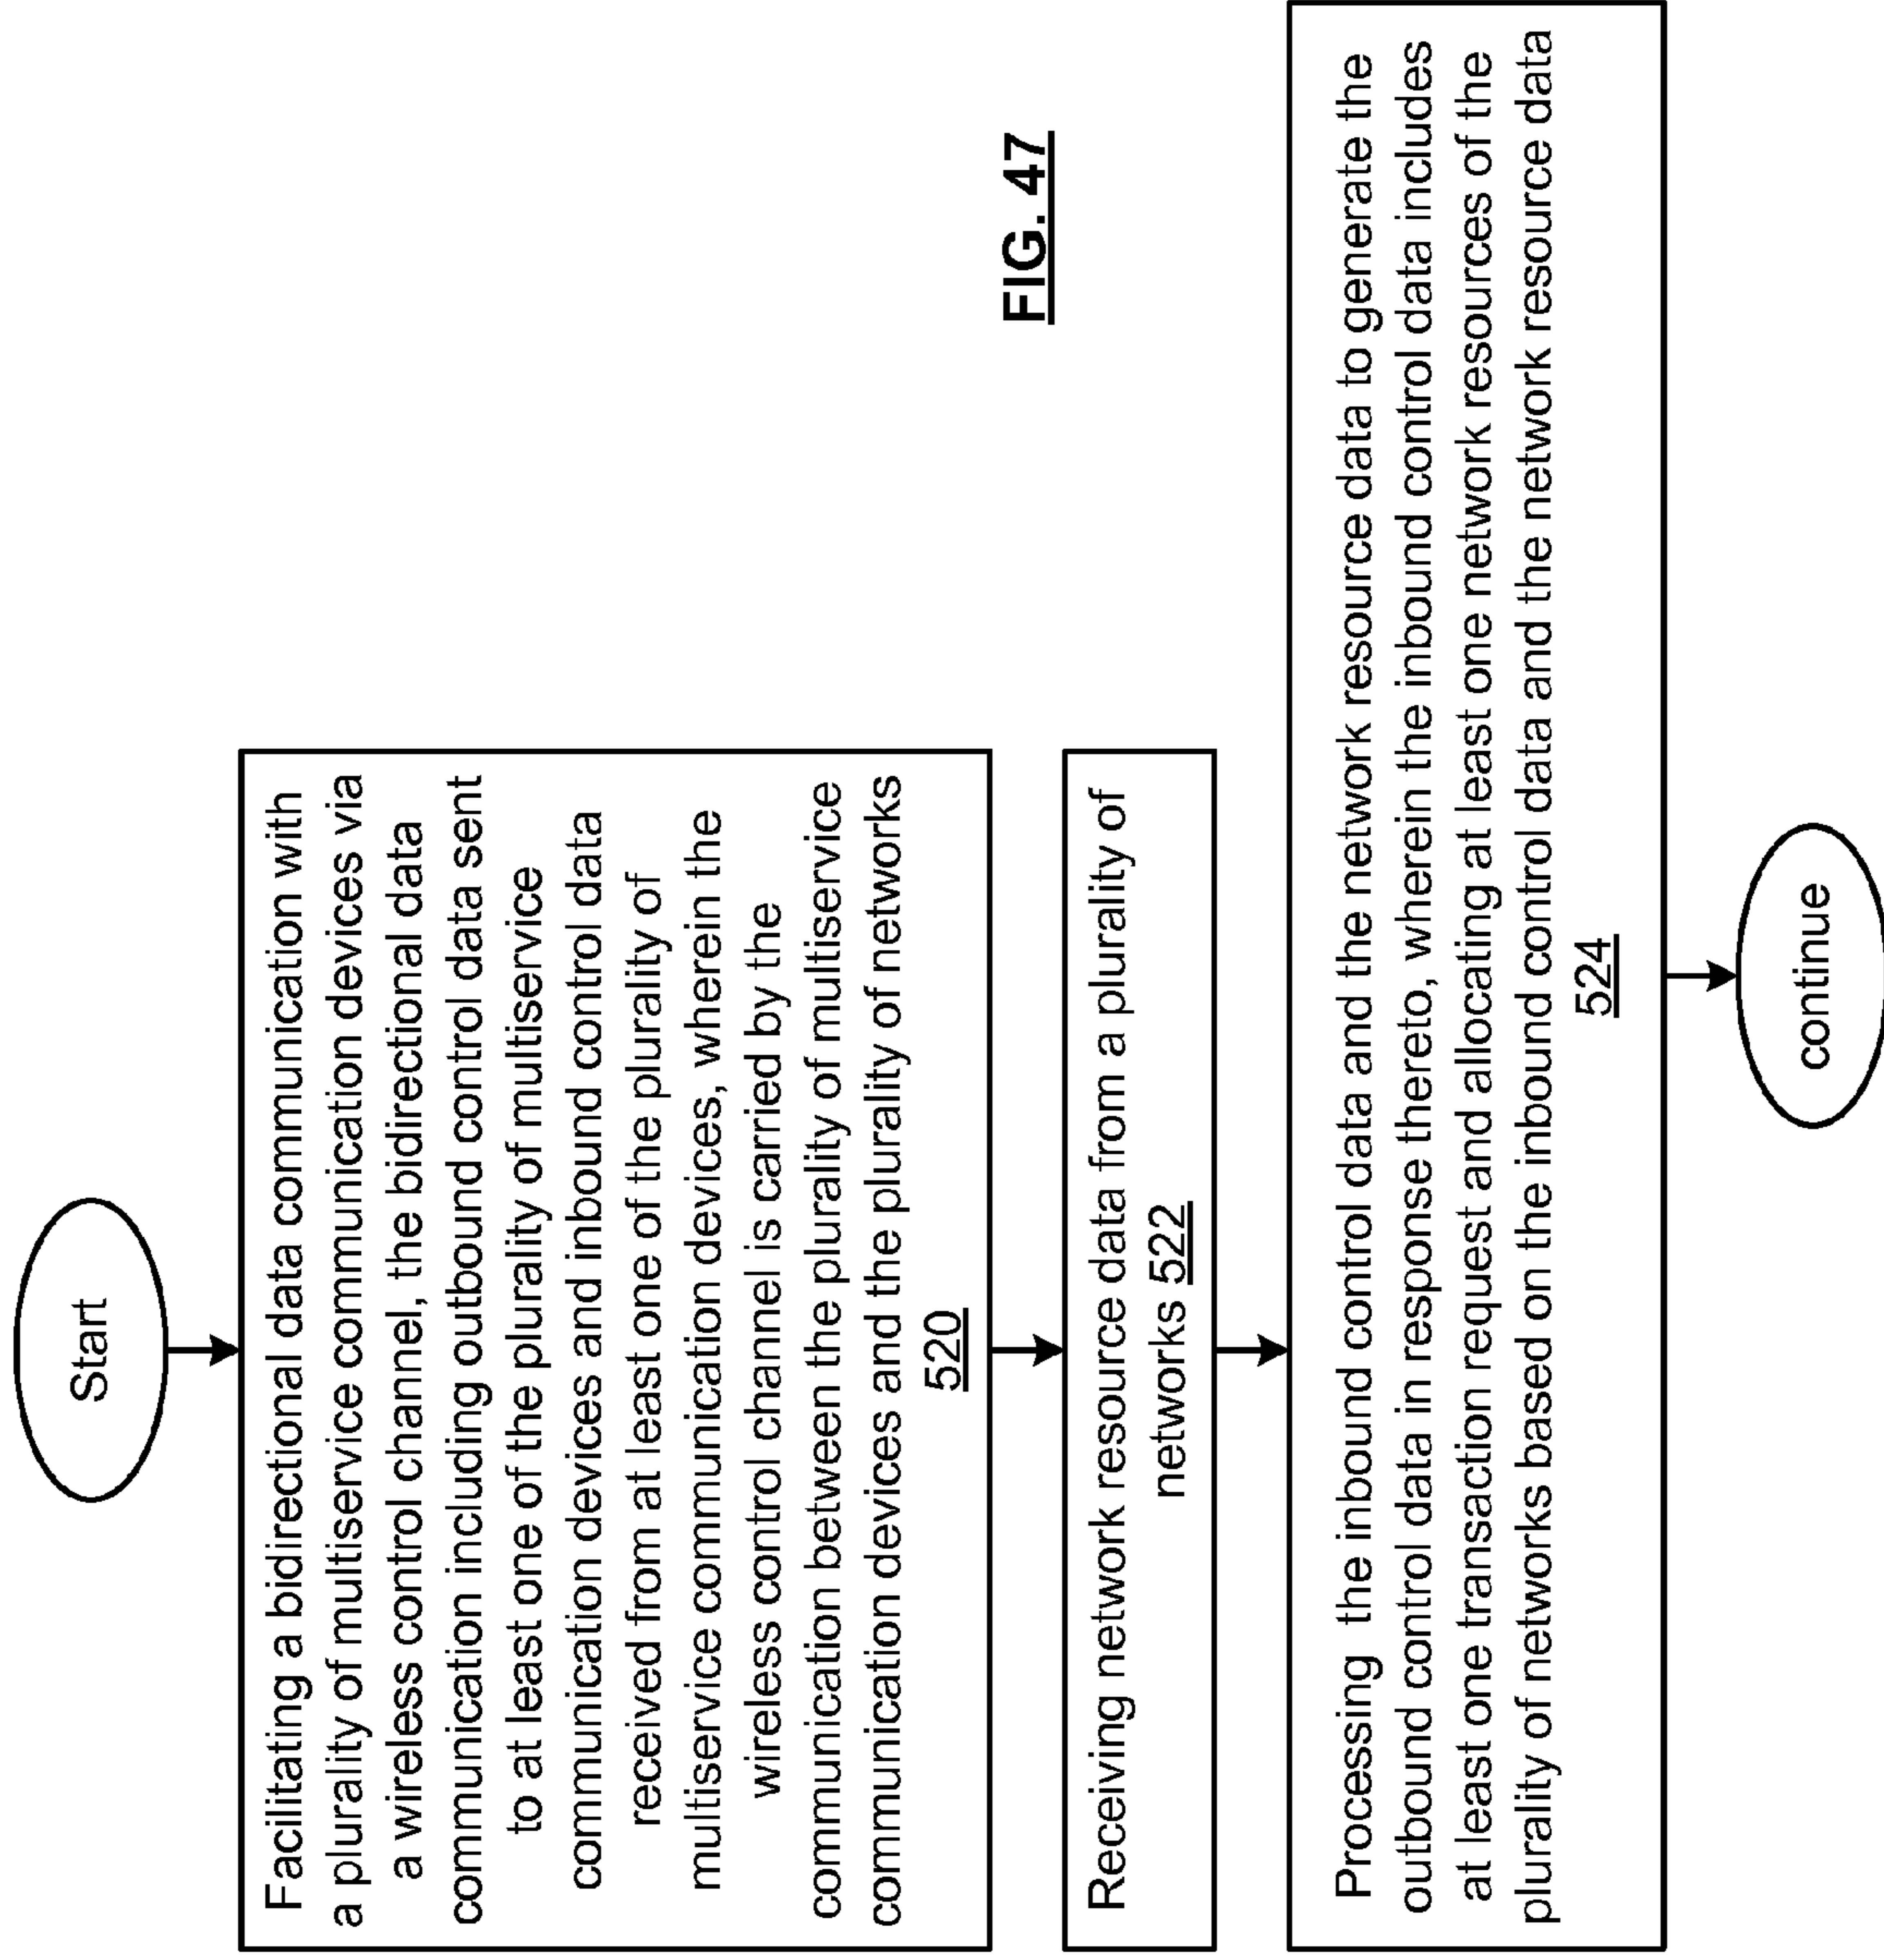 Start
Facilitating a bidirectional data communication with
a plurality of multiservice communication devices via
a wireless control channel, the bidirectional data
communication including outbound control data sent
to at least one of the plurality of multiservice
communication devices and inbound control data
received from at least one of the plurality of
multiservice communication devices, wherein the
wireless control channel is carried by the
communication between the plurality of multiservice
communication devices and the plurality of networks
520
Receiving network resource data from a plurality of
networks 522
Processing the inbound control data and the network resource data to generate the
outbound control data in response thereto, wherein the inbound control data includes
at least one transaction request and allocating at least one network resources of the
plurality of networks based on the inbound control data and the network resource data
524
continue
FIG. 47